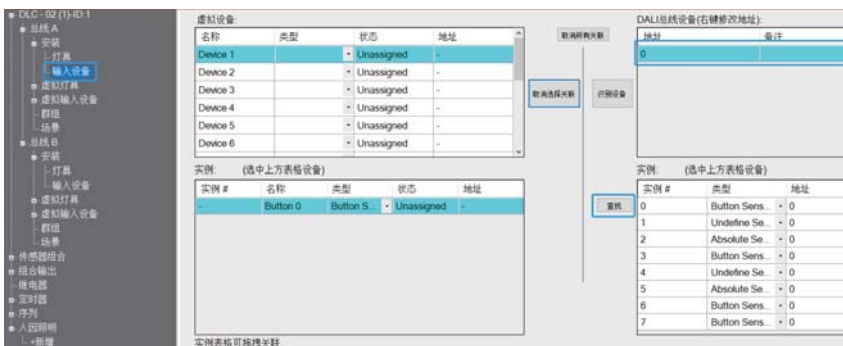 DLC - 02 (1)-ID:1
总线 A
安装
灯具
输入设备
虚拟灯具
虚拟输入设备
群组
场景
总线 B
安装
灯具
输入设备
虚拟灯具
虚拟输入设备
群组
场景
传感器组合
组合输出
继电器
定时器
序列
人因照明
+新增
虚拟设备:
名称 类型 状态 地址
Device 1 Unassigned -
Device 2 Unassigned -
Device 3 Unassigned -
Device 4 Unassigned -
Device 5 Unassigned -
Device 6 Unassigned -
取消所有关联
取消选择关联
识别设备
DALI总线设备(右键修改地址):
地址 备注
0
实例: (选中上方表格设备)
实例 # 名称 类型 状态 地址
- Button 0 Button S... Unassigned -
查找
实例: (选中上方表格设备)
实例 # 类型 地址
0 Button Sens... 0
1 Undefine Se... 0
2 Absolute Se... 0
3 Button Sens... 0
4 Undefine Se... 0
5 Absolute Se... 0
6 Button Sens... 0
7 Button Sens... 0
实例表格可拖拽关联